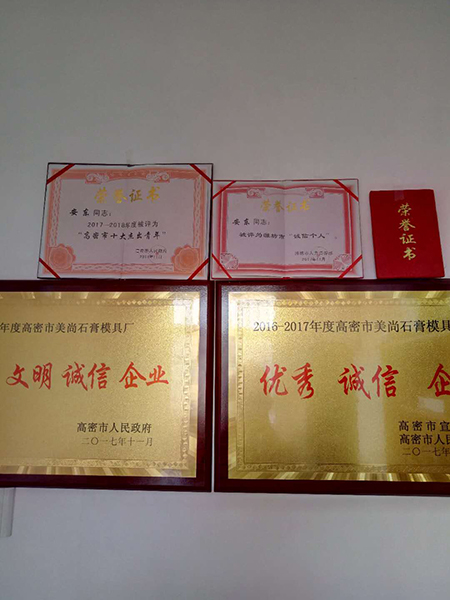 荣誉证书
安东 同志:
2017-2018年度被评为
“高密市十大杰出青年”
荣誉证书
安东 同志:
被评为潍坊市“诚信个人”。
荣誉证书
年度高密市美尚石膏模具厂
文明 诚信 企业
高密市人民政府
二〇一七年十一月
2016-2017年度高密市美尚石膏模具
优秀 诚信 企
高密市宣
高密市人民
二〇一七年